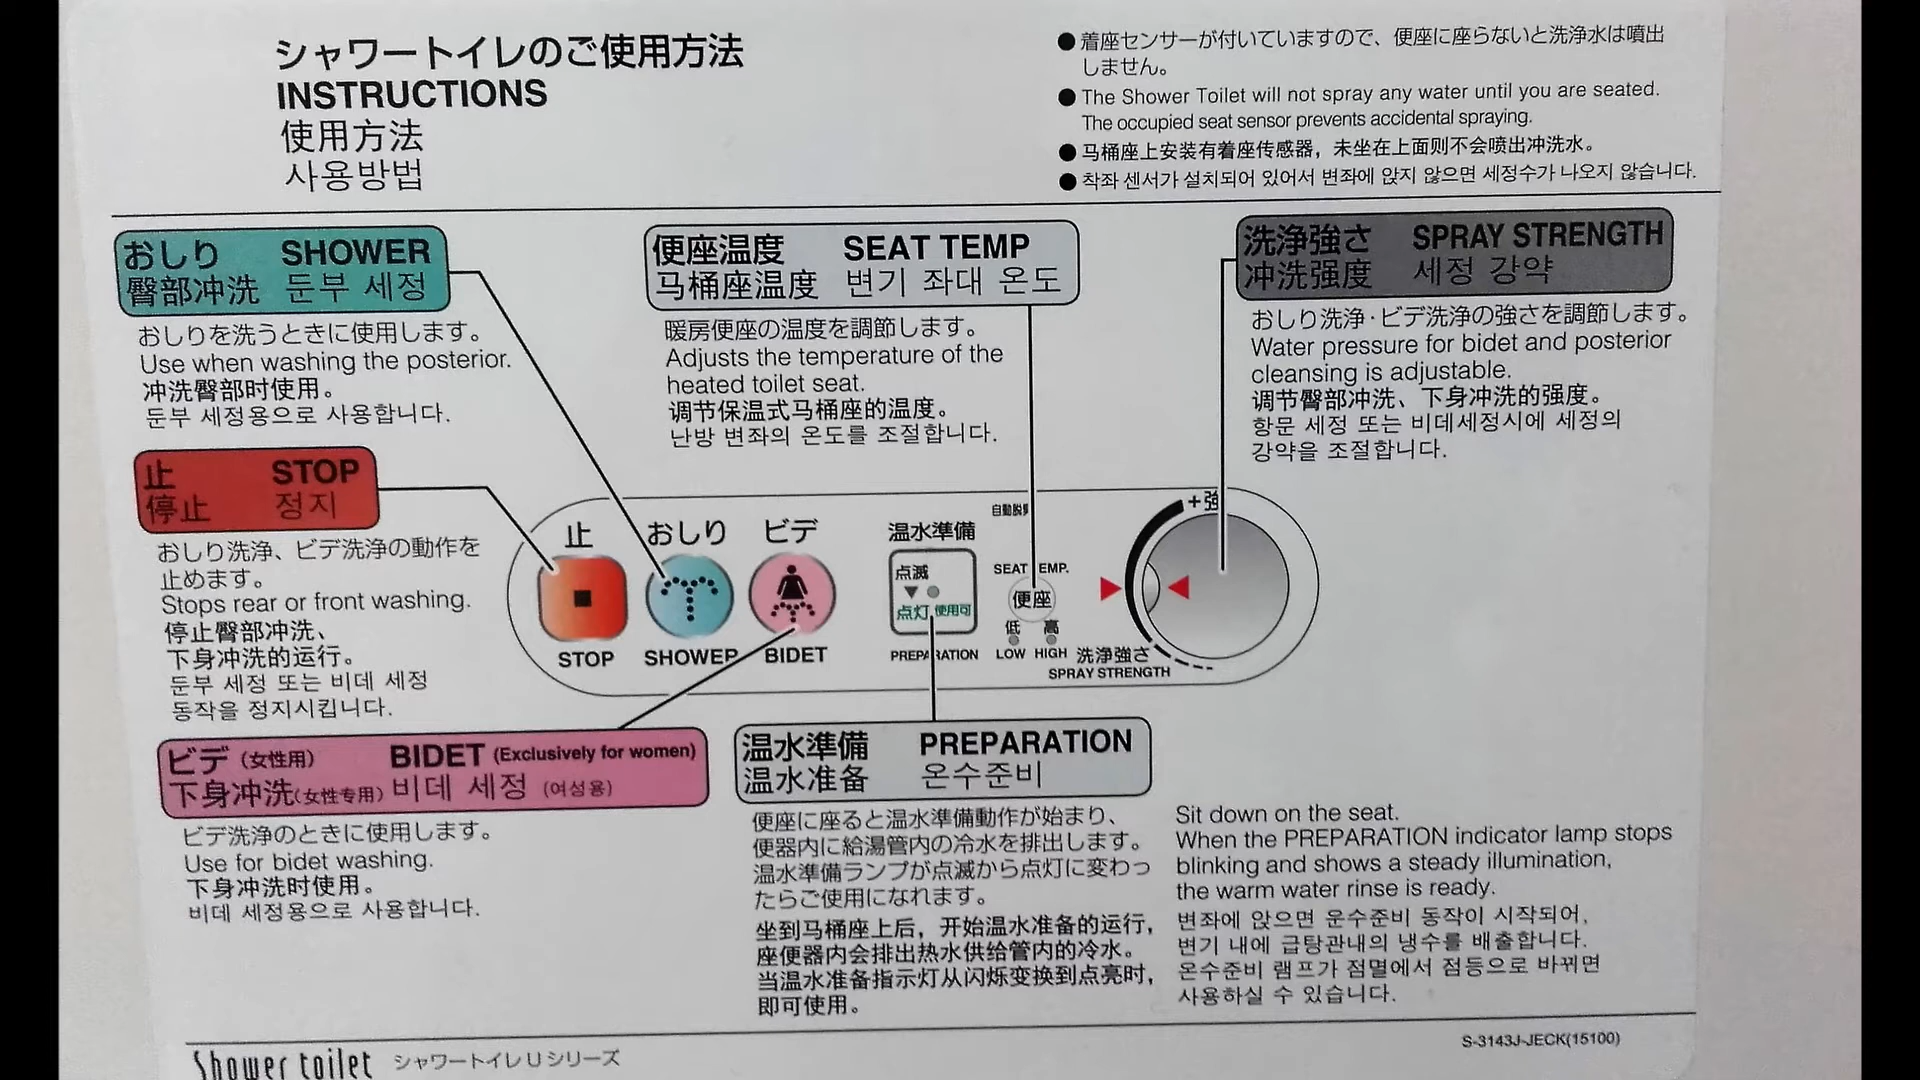 シャワートイレのご使用方法
INSTRUCTIONS
使用方法
사용방법
●着座センサーが付いていますので、便座に座らないと洗浄水は噴出
しません。
●The Shower Toilet will not spray any water until you are seated.
The occupied seat sensor prevents accidental spraying.
●马桶座上安装有着座传感器，未坐在上面则不会喷出冲洗水。
●착좌 센서가 설치되어 있어서 변좌에 앉지 않으면 세정수가 나오지 않습니다.
おしり SHOWER
臀部冲洗 둔부 세정
おしりを洗うときに使用します。
Use when washing the posterior.
冲洗臀部时使用。
둔부 세정용으로 사용합니다.
便座温度 SEAT TEMP
马桶座温度 변기 좌대 온도
暖房便座の温度を調節します。
Adjusts the temperature of the
heated toilet seat.
调节保温式马桶座的温度。
난방 변좌의 온도를 조절합니다.
洗浄強さ SPRAY STRENGTH
冲洗强度 세정 강약
おしり洗浄・ビデ洗浄の強さを調節します。
Water pressure for bidet and posterior
cleansing is adjustable.
调节臀部冲洗、下身冲洗的强度。
항문 세정 또는 비데세정시에 세정의
강약을 조절합니다.
止 STOP
停止 정지
おしり洗浄、ビデ洗浄の動作を
止めます。
Stops rear or front washing.
停止臀部冲洗、
下身冲洗的运行。
둔부 세정 또는 비데 세정
동작을 정지시킵니다.
止 おしり ビデ
STOP SHOWER BIDET
温水準備
点滅
点灯 使用可
PREPARATION
自動脱
SEAT TEMP.
便座
低 高
LOW HIGH
+強
洗浄強さ
SPRAY STRENGTH
ビデ（女性用） BIDET (Exclusively for women)
下身冲洗(女性专用) 비데 세정 (여성용)
ビデ洗浄のときに使用します。
Use for bidet washing.
下身冲洗时使用。
비데 세정용으로 사용합니다.
温水準備 PREPARATION
温水准备 온수준비
便座に座ると温水準備動作が始まり、
便器内に給湯管内の冷水を排出します。
温水準備ランプが点滅から点灯に変わっ
たらご使用になれます。
坐到马桶座上后，开始温水准备的运行，
座便器内会排出热水供给管内的冷水。
当温水准备指示灯从闪烁变换到点亮时，
即可使用。
Sit down on the seat.
When the PREPARATION indicator lamp stops
blinking and shows a steady illumination,
the warm water rinse is ready.
변좌에 앉으면 운수준비 동작이 시작되어,
변기 내에 급탕관내의 냉수를 배출합니다.
온수준비 램프가 점멸에서 점등으로 바뀌면
사용하실 수 있습니다.
Shower toilet シャワートイレUシリーズ
S-3143J-JECK(15100)